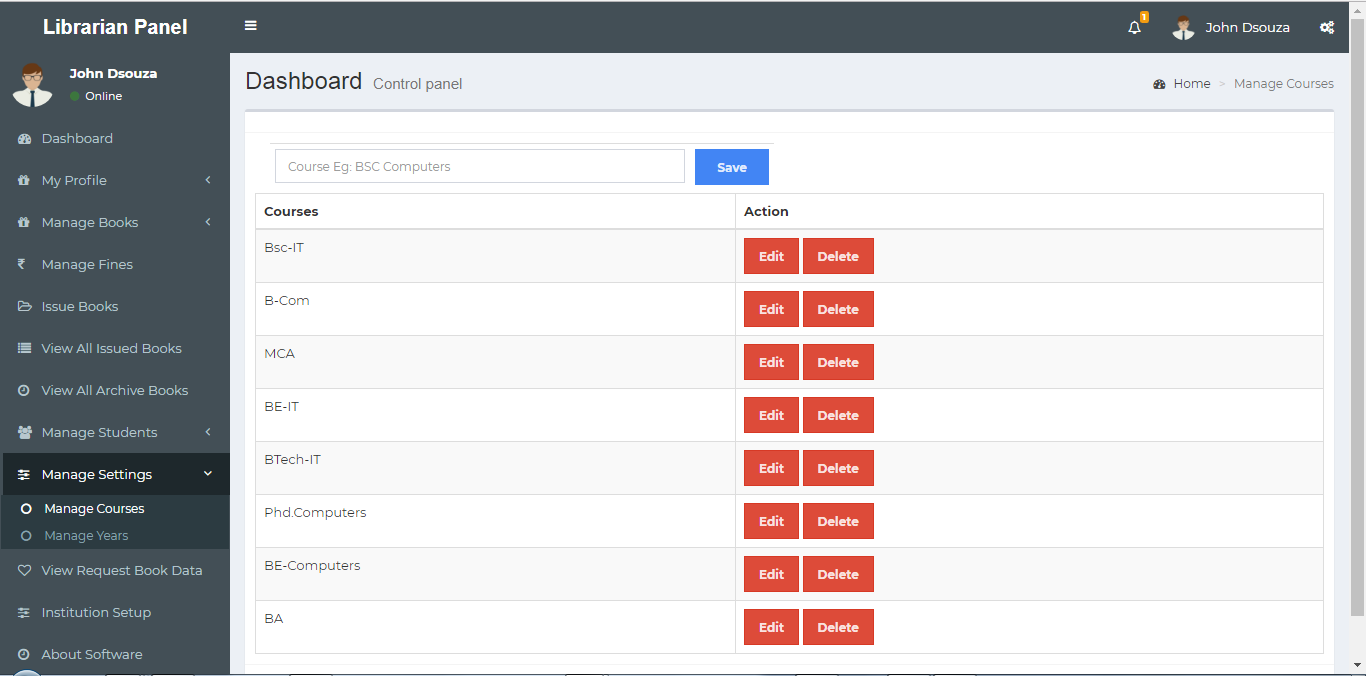 Librarian Panel
1
John Dsouza
John Dsouza
Online
Dashboard
My Profile
Manage Books
₹ Manage Fines
Issue Books
View All Issued Books
View All Archive Books
Manage Students
Manage Settings
Manage Courses
Manage Years
View Request Book Data
Institution Setup
About Software
Dashboard Control panel
Home > Manage Courses
Course Eg: BSC Computers
Save
Courses Action
Bsc-IT Edit Delete
B-Com Edit Delete
MCA Edit Delete
BE-IT Edit Delete
BTech-IT Edit Delete
Phd.Computers Edit Delete
BE-Computers Edit Delete
BA Edit Delete